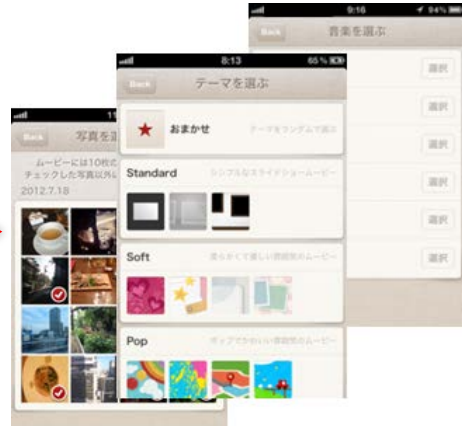 9:16
94%
Back
音楽を選ぶ
選択
選択
選択
選択
選択
選択
8:13
65%
Back
テーマを選ぶ
おまかせ
テーマをランダムで選ぶ
Standard
シンプルなスライドショームービー
Soft
柔らかくて優しい雰囲気のムービー
Pop
ポップでかわいい雰囲気のムービー
11
Back
写真を選
ムービーには10枚の
チェックした写真以外に
2012.7.18